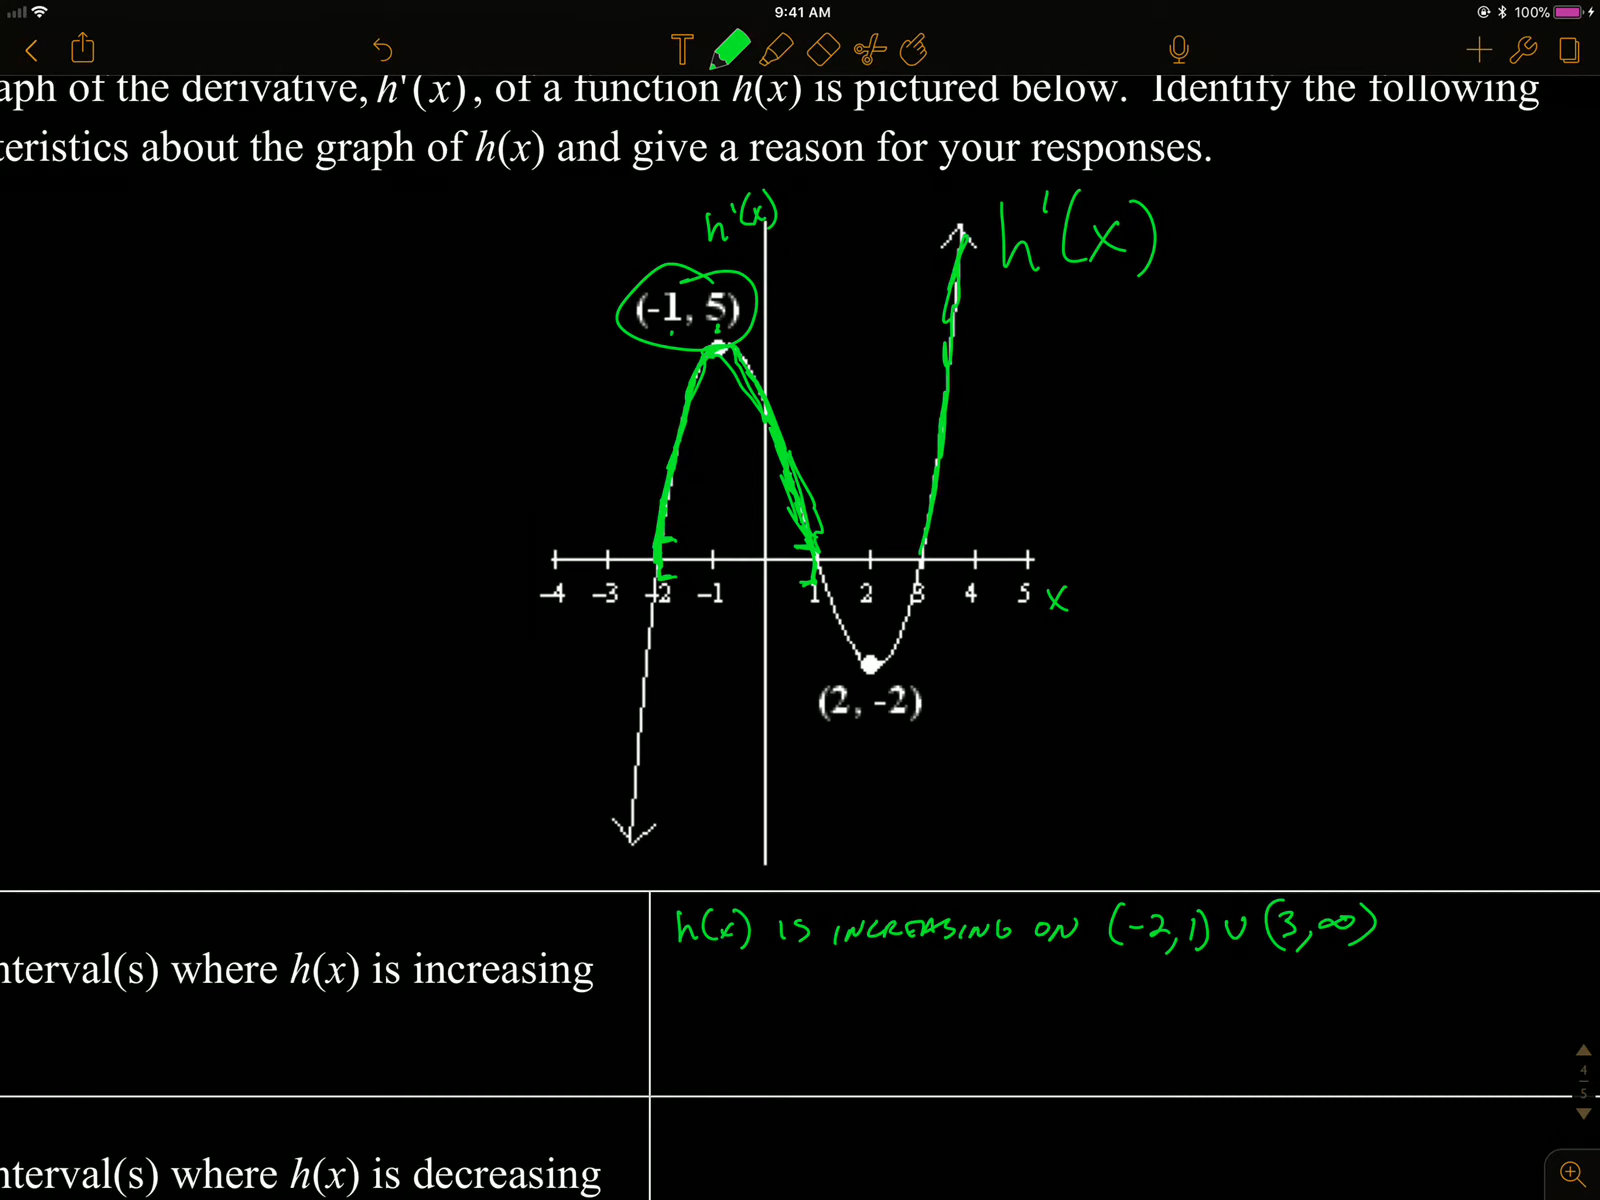 9:41 AM 100%
T
aph of the derivative, h'(x), of a function h(x) is pictured below. Identify the following
teristics about the graph of h(x) and give a reason for your responses.
h'(x) h'(x)
(-1, 5)
-4 -3 -2 -1 1 2 3 4 5 x
(2, -2)
h(x) IS INCREASING ON (-2,1) ∪ (3,∞)
nterval(s) where h(x) is increasing
4
5
nterval(s) where h(x) is decreasing